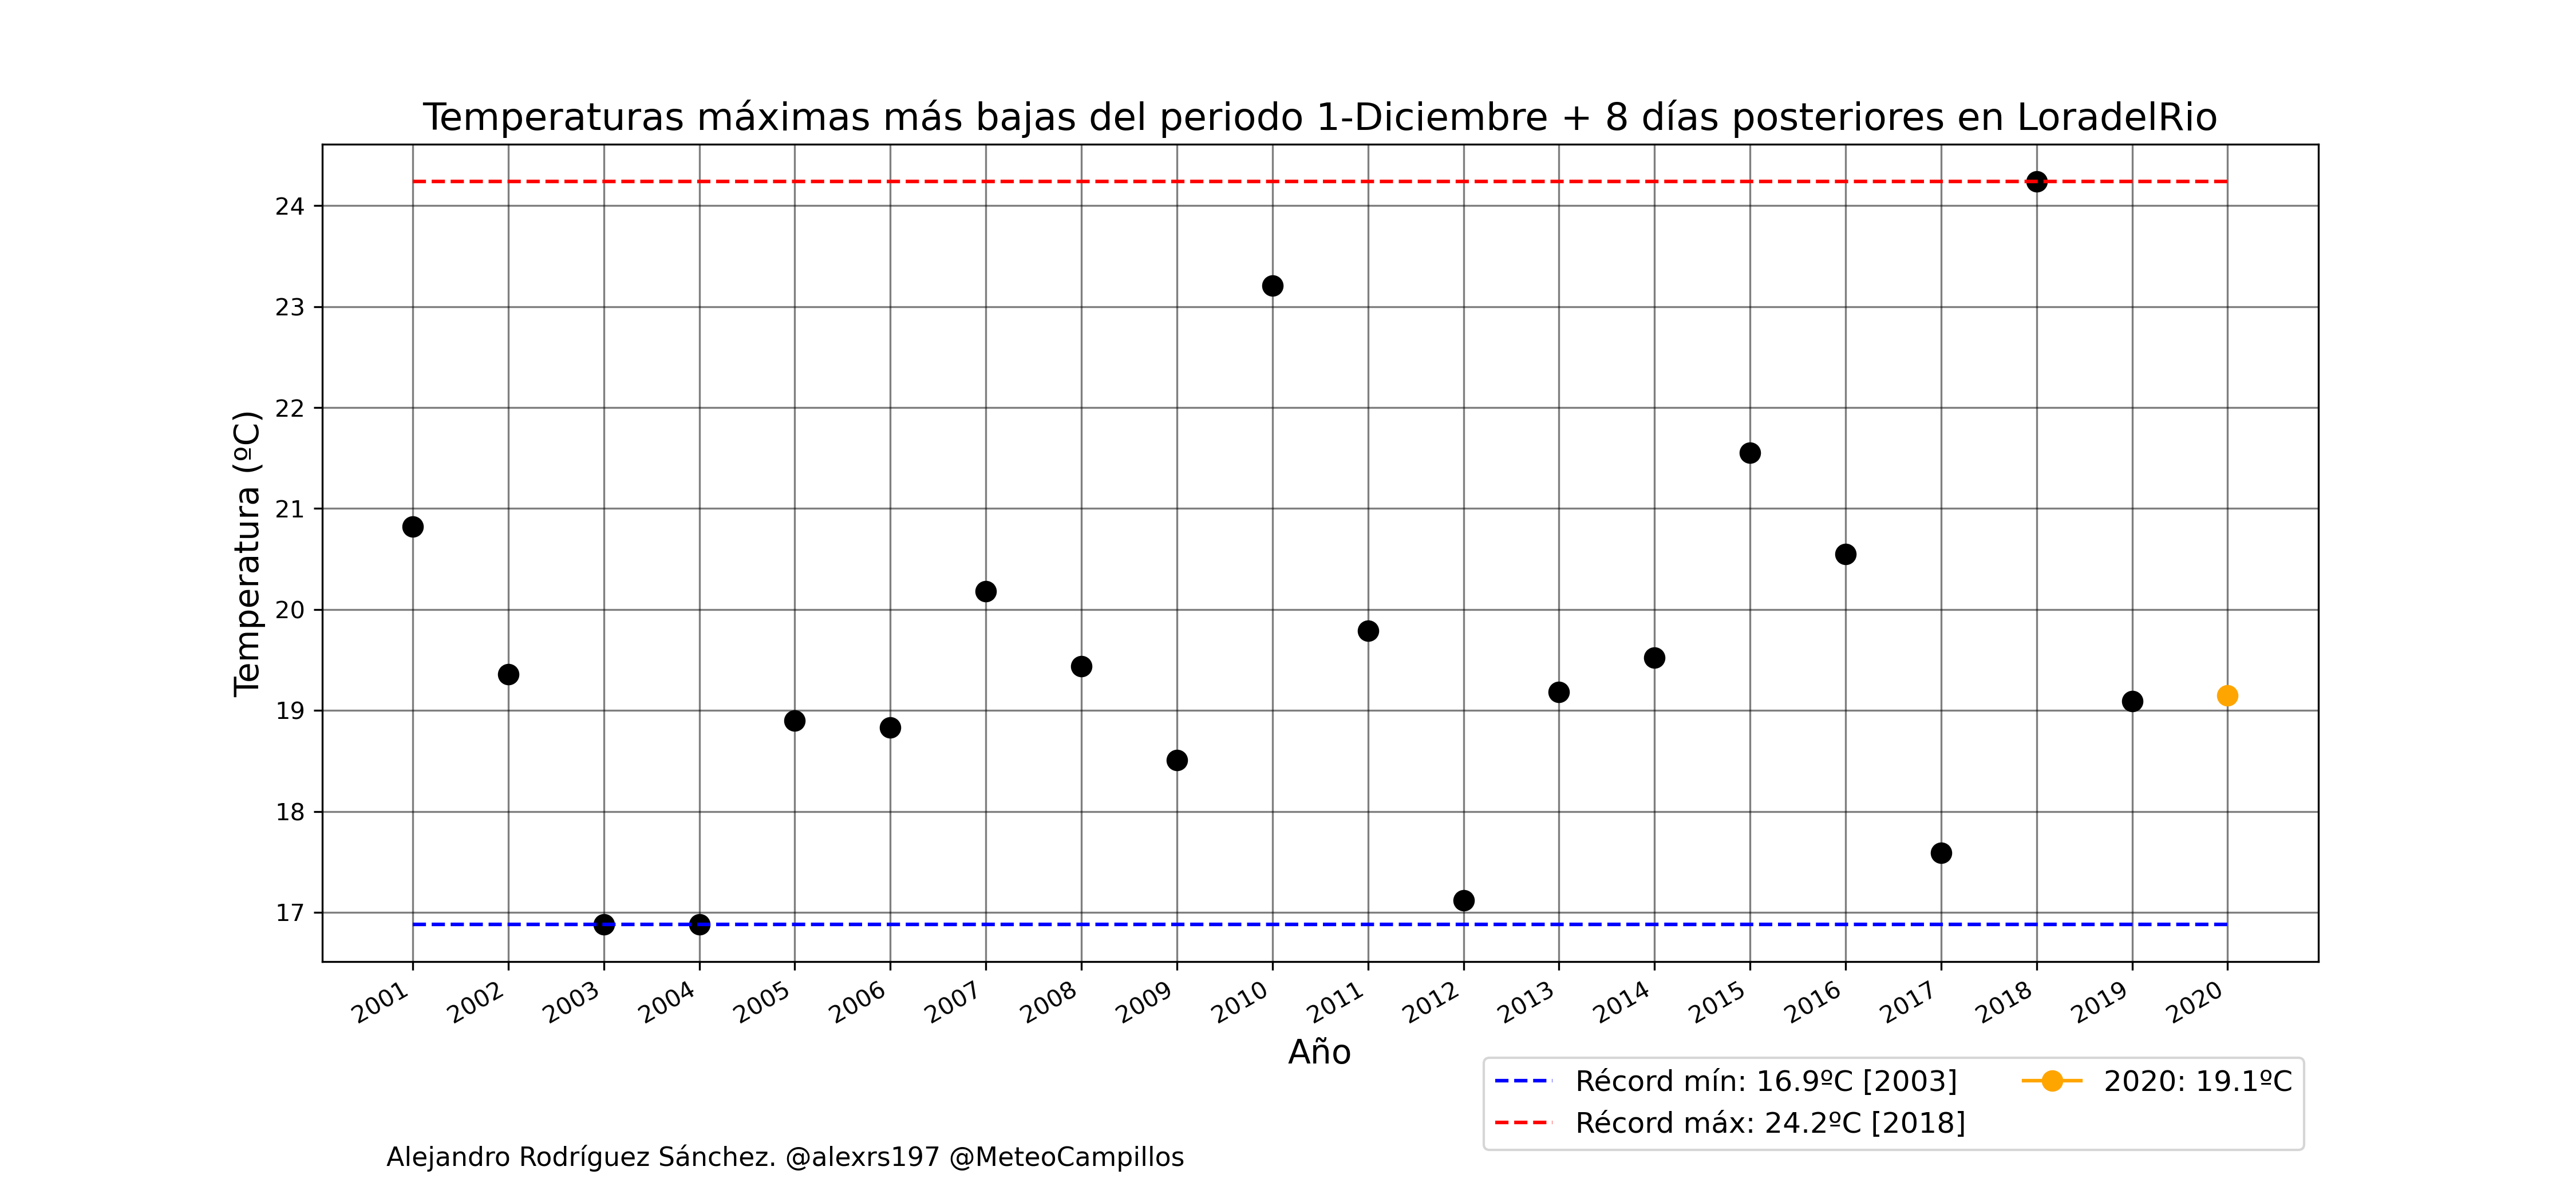 Temperaturas máximas más bajas del periodo 1-Diciembre + 8 días posteriores en LoradelRio
Temperatura (ºC)
24
23
22
21
20
19
18
17
2001 2002 2003 2004 2005 2006 2007 2008 2009 2010 2011 2012 2013 2014 2015 2016 2017 2018 2019 2020
Año
Récord mín: 16.9ºC [2003]
Récord máx: 24.2ºC [2018]
2020: 19.1ºC
Alejandro Rodríguez Sánchez. @alexrs197 @MeteoCampillos